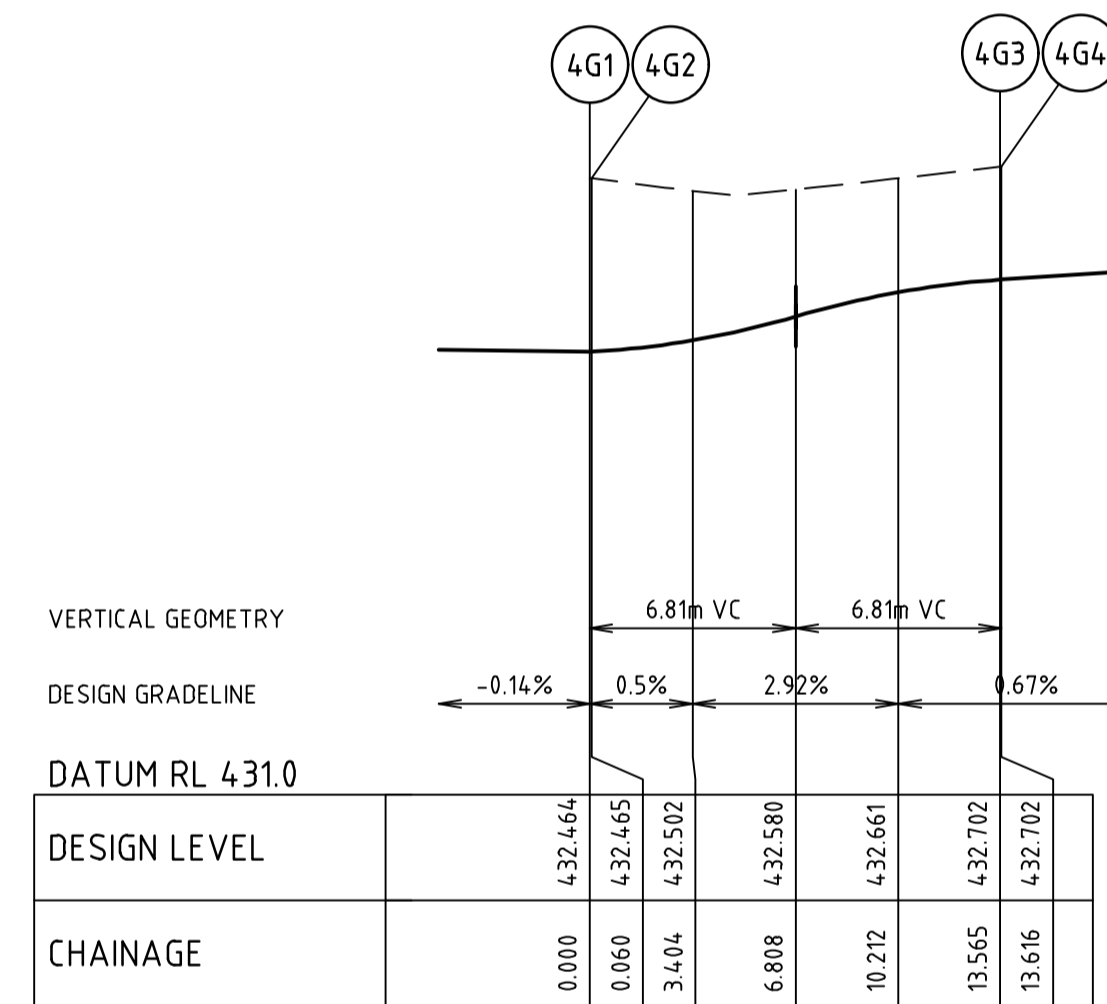 4G1 4G2 4G3 4G4
VERTICAL GEOMETRY 6.81m VC 6.81m VC
DESIGN GRADELINE -0.14% 0.5% 2.92% 0.67%
DATUM RL 431.0
DESIGN LEVEL 432.464 432.465 432.502 432.580 432.661 432.702 432.702
CHAINAGE 0.000 0.060 3.404 6.808 10.212 13.565 13.616